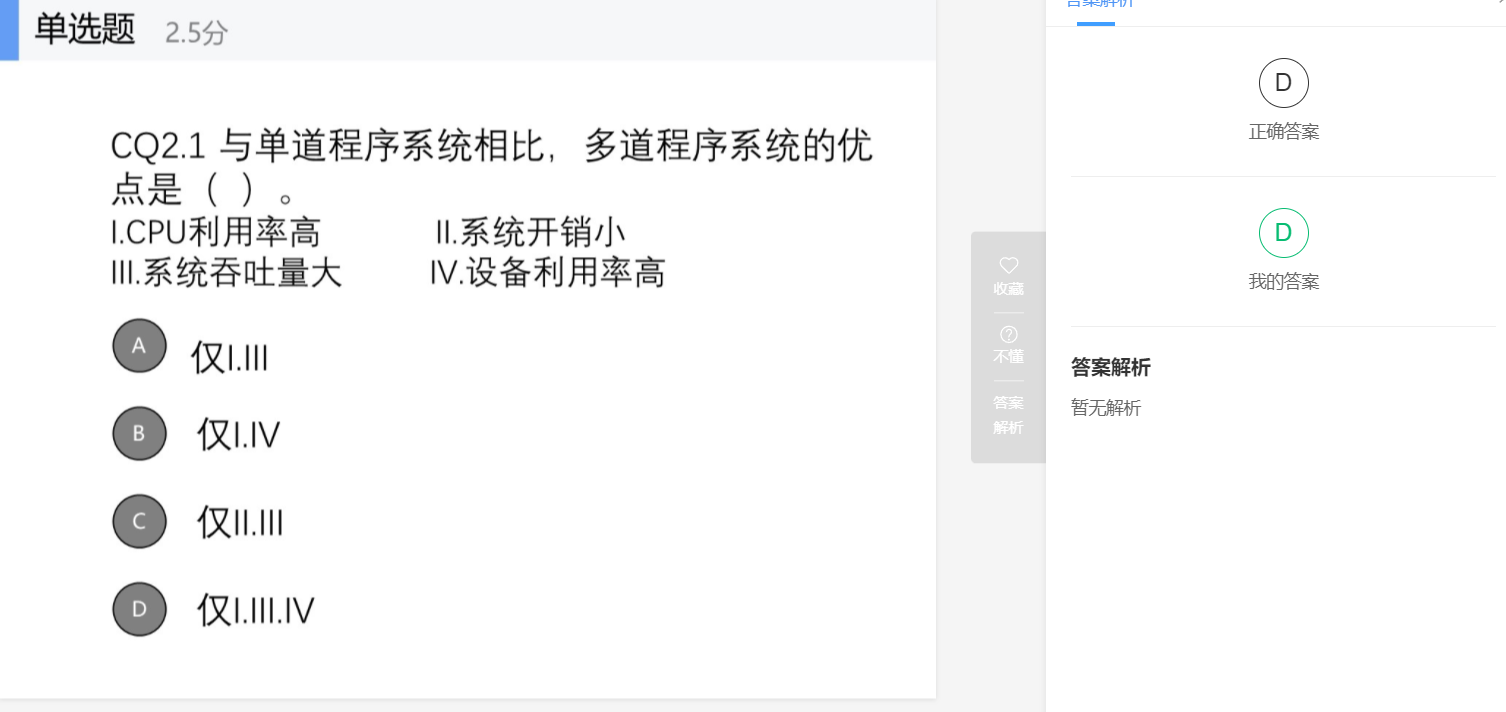 单选题 2.5分
CQ2.1 与单道程序系统相比，多道程序系统的优
点是（ ）。
I.CPU利用率高 II.系统开销小
III.系统吞吐量大 IV.设备利用率高
A 仅I.III
B 仅I.IV
C 仅II.III
D 仅I.III.IV
收藏
不懂
答案
解析
答案解析
D
正确答案
D
我的答案
答案解析
暂无解析